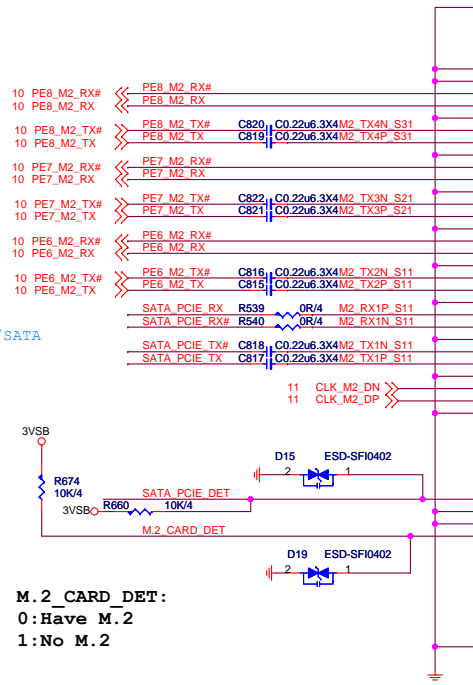 10 PE8_M2_RX# PE8_M2_RX#
10 PE8_M2_RX PE8_M2_RX
10 PE8_M2_TX# PE8_M2_TX# C820 C0.22u6.3X4 M2_TX4N_S31
10 PE8_M2_TX PE8_M2_TX C819 C0.22u6.3X4 M2_TX4P_S31
10 PE7_M2_RX# PE7_M2_RX#
10 PE7_M2_RX PE7_M2_RX
10 PE7_M2_TX# PE7_M2_TX# C822 C0.22u6.3X4 M2_TX3N_S21
10 PE7_M2_TX PE7_M2_TX C821 C0.22u6.3X4 M2_TX3P_S21
10 PE6_M2_RX# PE6_M2_RX#
10 PE6_M2_RX PE6_M2_RX
10 PE6_M2_TX# PE6_M2_TX# C816 C0.22u6.3X4 M2_TX2N_S11
10 PE6_M2_TX PE6_M2_TX C815 C0.22u6.3X4 M2_TX2P_S11
SATA_PCIE_RX R539 0R/4 M2_RX1P_S11
SATA_PCIE_RX# R540 0R/4 M2_RX1N_S11
/SATA
SATA_PCIE_TX# C818 C0.22u6.3X4 M2_TX1N_S11
SATA_PCIE_TX C817 C0.22u6.3X4 M2_TX1P_S11
11 CLK_M2_DN
11 CLK_M2_DP
3VSB
D15 ESD-SFI0402
2 1
R674
10K/4
SATA_PCIE_DET
3VSB R660 10K/4
M.2_CARD_DET
D19 ESD-SFI0402
2 1
M.2_CARD_DET:
0:Have M.2
1:No M.2